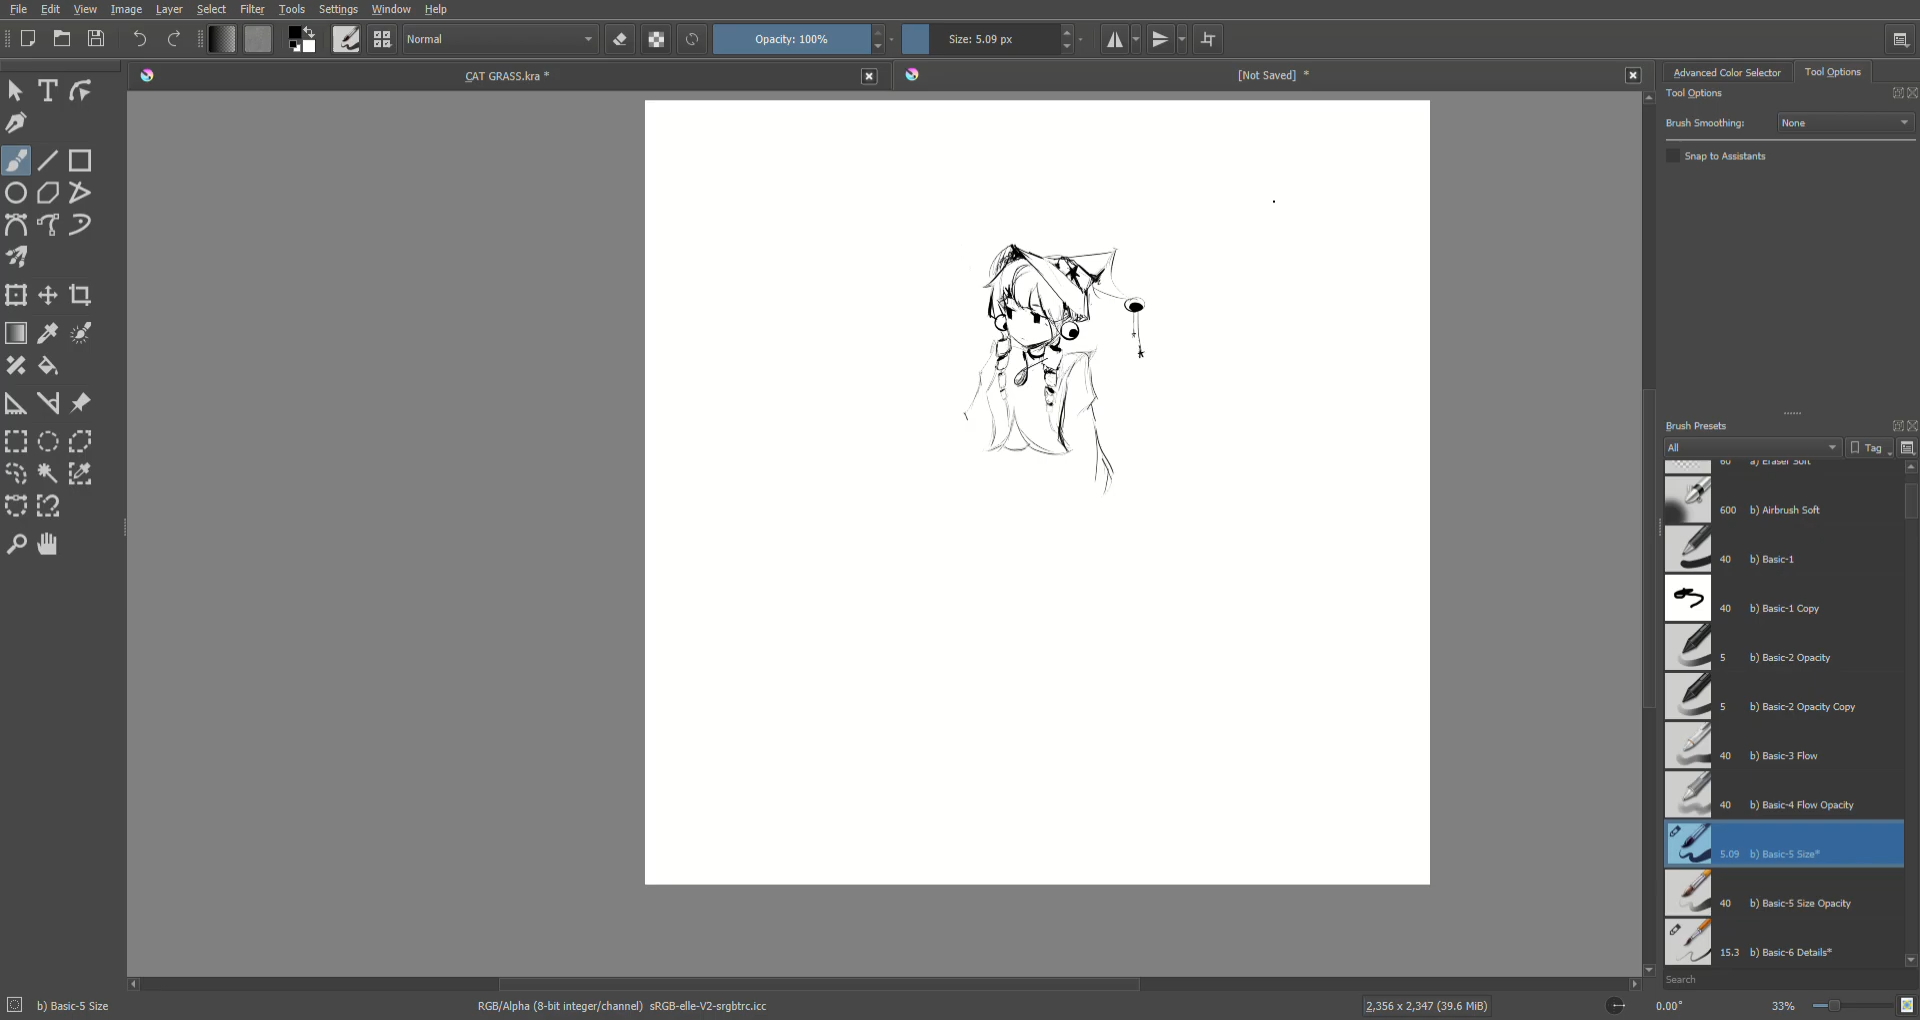 File Edit View Image Layer Select Filter Tools Settings Window Help
Normal
Opacity: 100%
Size: 5.09 px
CAT GRASS.kra *
[Not Saved] *
Advanced Color Selector
Tool Options
Tool Options
Brush Smoothing: None
Snap to Assistants
Brush Presets
All
Tag
60 a) Eraser Soft
600 b) Airbrush Soft
40 b) Basic-1
40 b) Basic-1 Copy
5 b) Basic-2 Opacity
5 b) Basic-2 Opacity Copy
40 b) Basic-3 Flow
40 b) Basic-4 Flow Opacity
5.09 b) Basic-5 Size*
40 b) Basic-5 Size Opacity
15.3 b) Basic-6 Details*
Search
b) Basic-5 Size
RGB/Alpha (8-bit integer/channel) sRGB-elle-V2-srgbtrc.icc
2,356 x 2,347 (39.6 MiB)
0.00°
33%